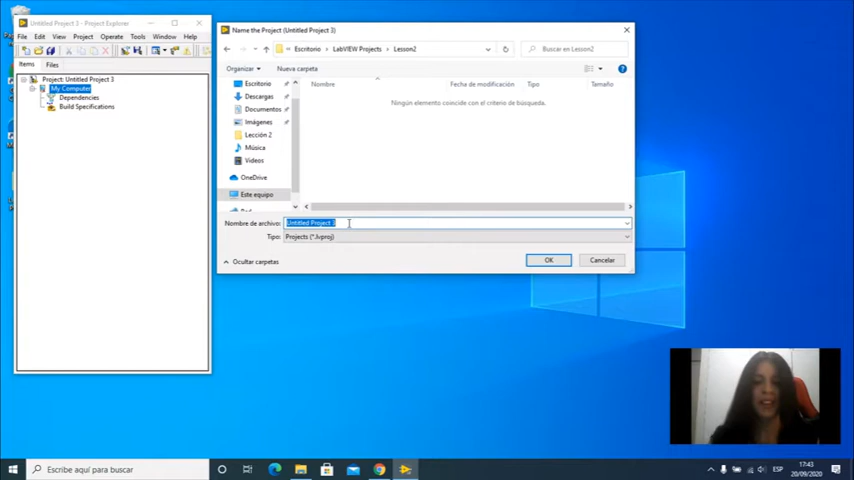 Untitled Project 3 - Project Explorer
File Edit View Project Operate Tools Window Help
Items Files
Project: Untitled Project 3
My Computer
Dependencies
Build Specifications
Name the Project (Untitled Project 3)
Escritorio > LabVIEW Projects > Lesson2
Buscar en Lesson2
Organizar Nueva carpeta
Nombre Fecha de modificación Tipo Tamaño
Ningún elemento coincide con el criterio de búsqueda.
Escritorio
Descargas
Documentos
Imágenes
Lección 2
Música
Videos
OneDrive
Este equipo
Nombre de archivo: Untitled Project 3
Tipo: Projects (*.lvproj)
Ocultar carpetas
OK Cancelar
Escribe aquí para buscar
ESP
17:43
20/09/2020